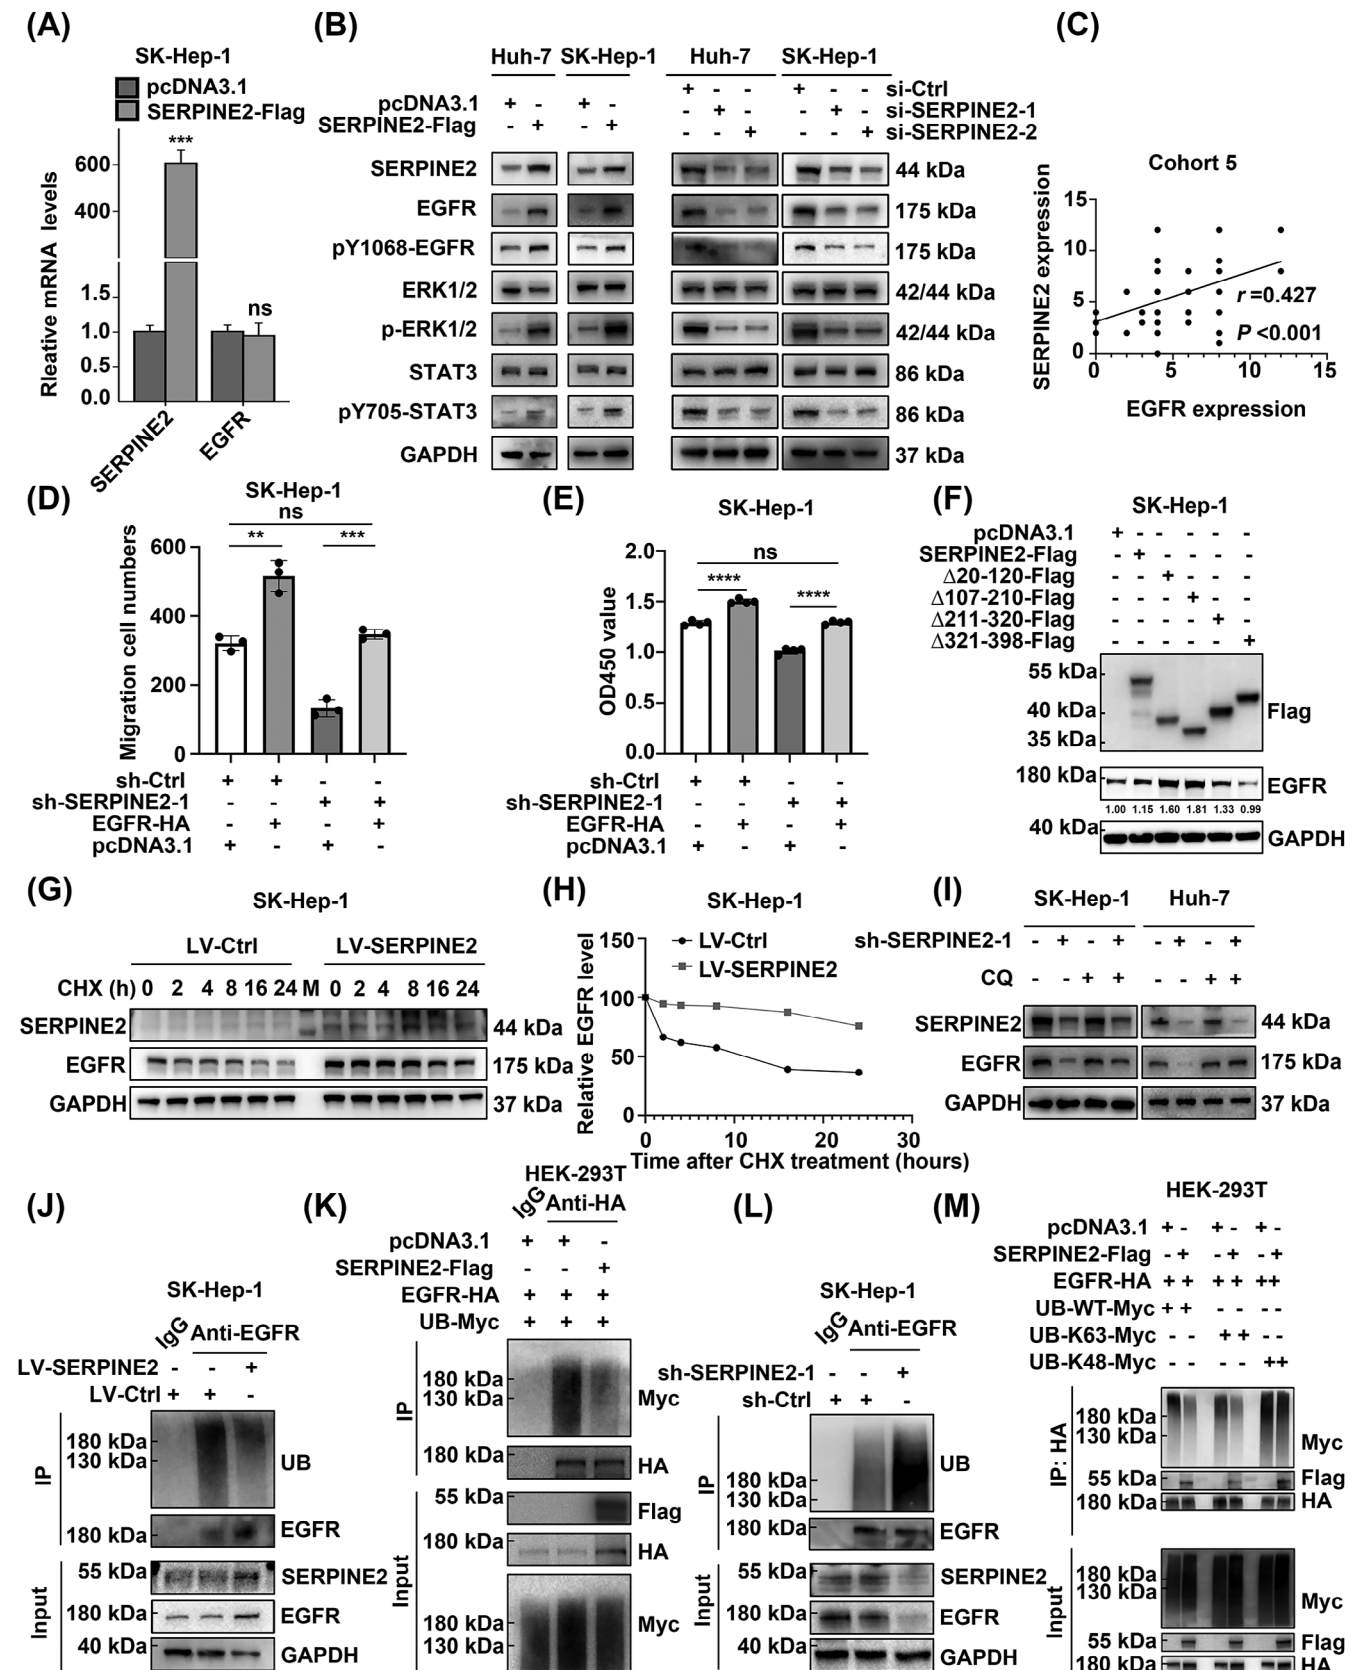 (A)
SK-Hep-1
pcDNA3.1
SERPINE2-Flag
Rleative mRNA levels
600
400
1.5
1.0
0.5
0.0
***
ns
SERPINE2
EGFR
(B)
Huh-7 SK-Hep-1 Huh-7 SK-Hep-1
pcDNA3.1 + - + -
SERPINE2-Flag - + - +
+ - - + - - si-Ctrl
- + - - + - si-SERPINE2-1
- - + - - + si-SERPINE2-2
SERPINE2 44 kDa
EGFR 175 kDa
pY1068-EGFR 175 kDa
ERK1/2 42/44 kDa
p-ERK1/2 42/44 kDa
STAT3 86 kDa
pY705-STAT3 86 kDa
GAPDH 37 kDa
(C)
Cohort 5
SERPINE2 expression
15
10
5
0
r=0.427
P <0.001
0 5 10 15
EGFR expression
(D)
SK-Hep-1
ns
** ***
Migration cell numbers
600
400
200
0
sh-Ctrl + + - -
sh-SERPINE2-1 - - + +
EGFR-HA - + - +
pcDNA3.1 + - + -
(E)
SK-Hep-1
ns
**** ****
OD450 value
2.0
1.5
1.0
0.5
0.0
sh-Ctrl + + - -
sh-SERPINE2-1 - - + +
EGFR-HA - + - +
pcDNA3.1 + - + -
(F)
SK-Hep-1
pcDNA3.1 + - - - - -
SERPINE2-Flag - + - - - -
Δ20-120-Flag - - + - - -
Δ107-210-Flag - - - + - -
Δ211-320-Flag - - - - + -
Δ321-398-Flag - - - - - +
55 kDa
40 kDa Flag
35 kDa
180 kDa EGFR
1.00 1.15 1.60 1.81 1.33 0.99
40 kDa GAPDH
(G)
SK-Hep-1
LV-Ctrl LV-SERPINE2
CHX (h) 0 2 4 8 16 24 M 0 2 4 8 16 24
SERPINE2 44 kDa
EGFR 175 kDa
GAPDH 37 kDa
(H)
SK-Hep-1
Relative EGFR level
150
100
50
0
LV-Ctrl
LV-SERPINE2
0 10 20 30
Time after CHX treatment (hours)
(I)
SK-Hep-1 Huh-7
sh-SERPINE2-1 - + - + - + - +
CQ - - + + - - + +
SERPINE2 44 kDa
EGFR 175 kDa
GAPDH 37 kDa
(J)
SK-Hep-1
IgG Anti-EGFR
LV-SERPINE2 - - +
LV-Ctrl + + -
IP
180 kDa
130 kDa UB
180 kDa EGFR
Input
55 kDa SERPINE2
180 kDa EGFR
40 kDa GAPDH
(K)
HEK-293T
IgG Anti-HA
pcDNA3.1 + + -
SERPINE2-Flag - - +
EGFR-HA + + +
UB-Myc + + +
IP
180 kDa
130 kDa Myc
180 kDa HA
Input
55 kDa Flag
180 kDa HA
180 kDa Myc
130 kDa
(L)
SK-Hep-1
IgG Anti-EGFR
sh-SERPINE2-1 - - +
sh-Ctrl + + -
IP
UB
180 kDa
130 kDa
180 kDa EGFR
Input
55 kDa SERPINE2
180 kDa EGFR
40 kDa GAPDH
(M)
HEK-293T
pcDNA3.1 + - + - + -
SERPINE2-Flag - + - + - +
EGFR-HA + + + + + +
UB-WT-Myc + + - - - -
UB-K63-Myc - - + + - -
UB-K48-Myc - - - - + +
IP: HA
180 kDa
130 kDa Myc
55 kDa Flag
180 kDa HA
Input
180 kDa
130 kDa Myc
55 kDa Flag
180 kDa HA